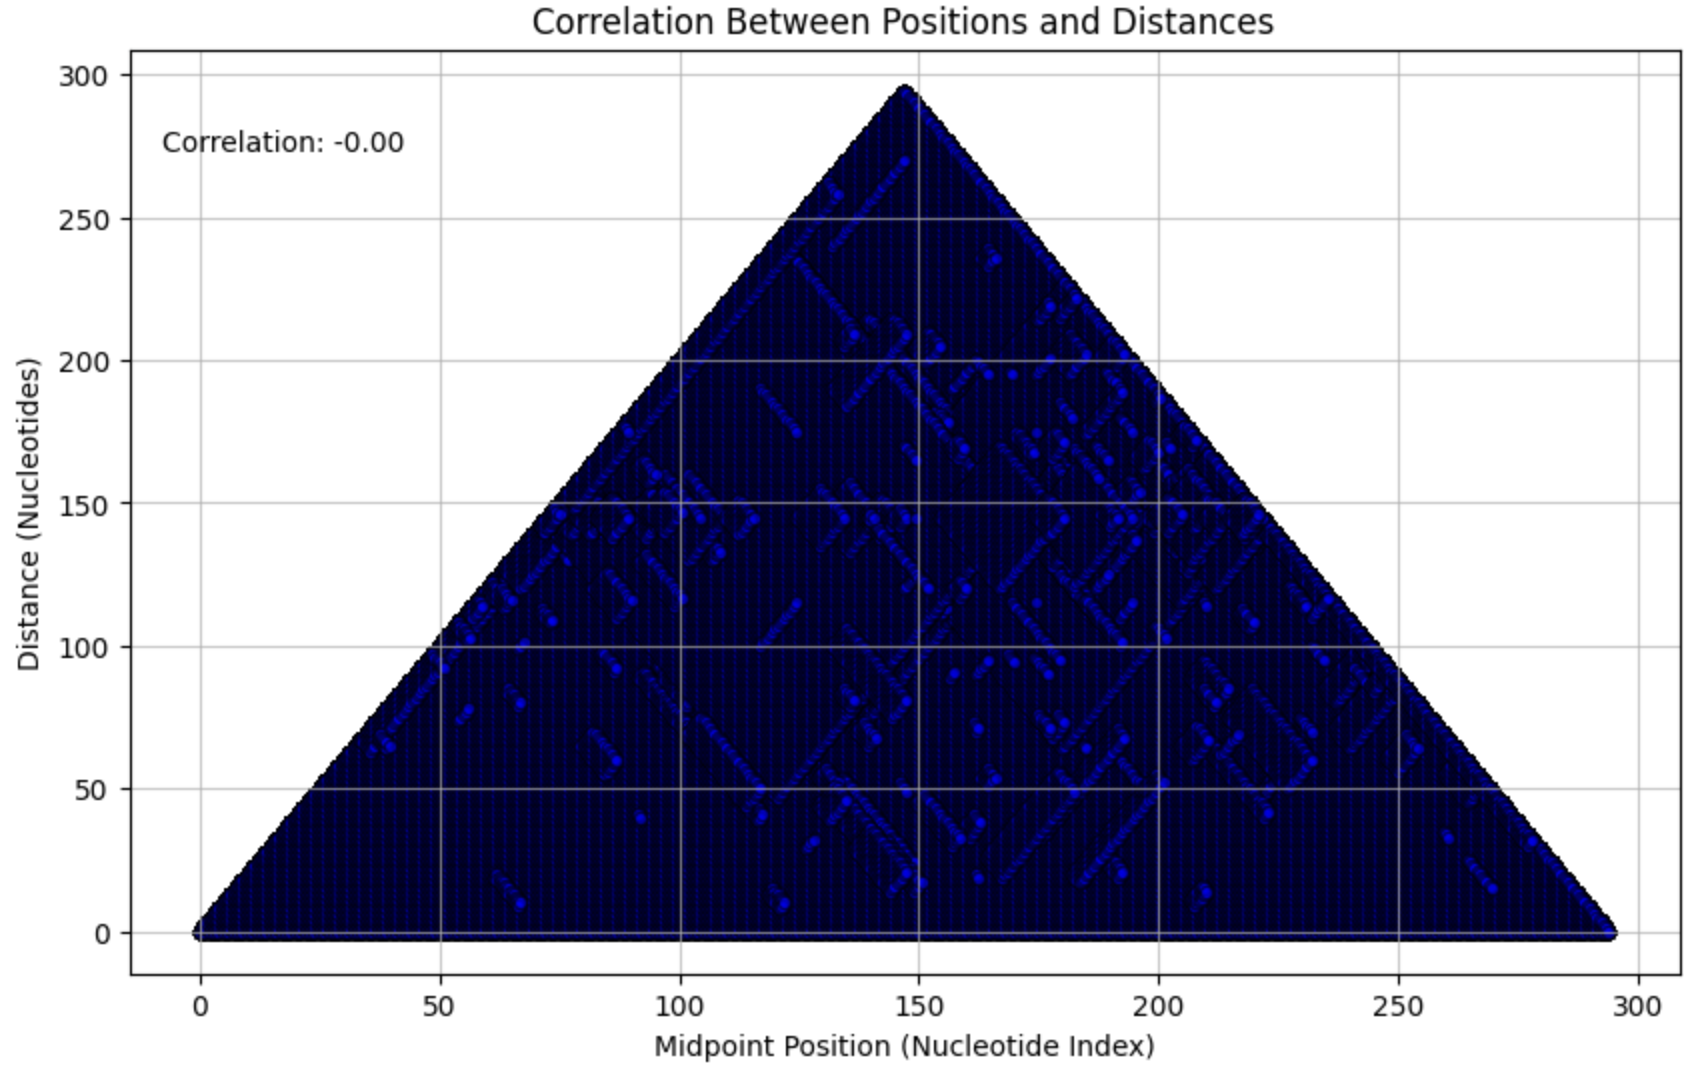 Correlation Between Positions and Distances
300
Correlation: -0.00
250
200
150
100
50
0
Distance (Nucleotides)
0 50 100 150 200 250 300
Midpoint Position (Nucleotide Index)